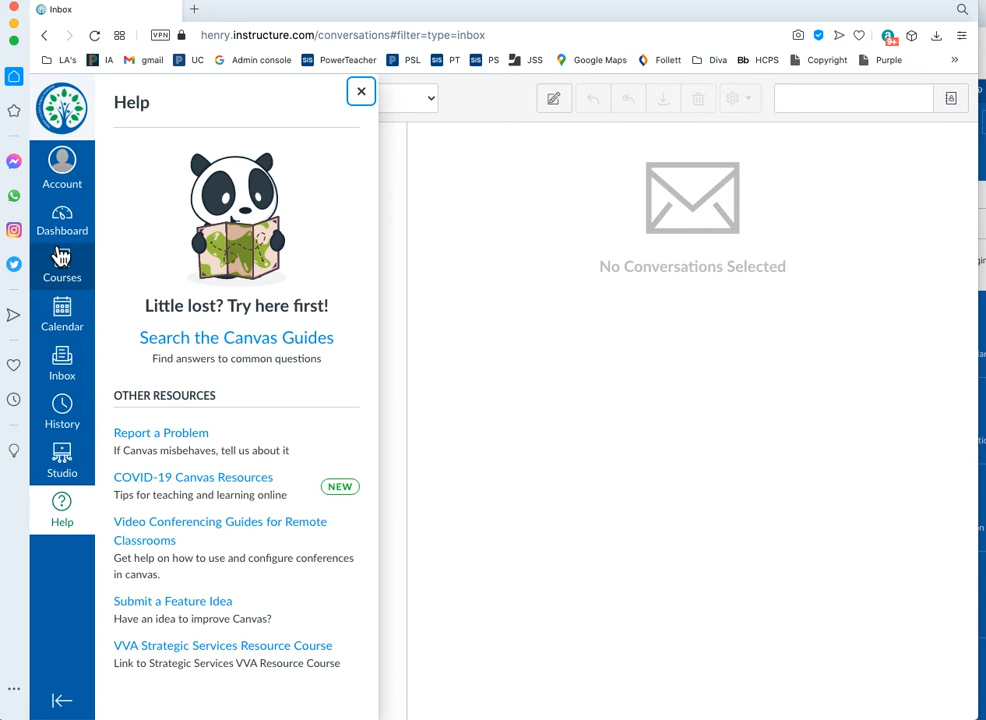 Inbox
VPN
henry.instructure.com/conversations#filter=type=inbox
9+
LA's
IA
gmail
UC
Admin console
SIS
PowerTeacher
PSL
SIS
PT
SIS
PS
JSS
Google Maps
Follett
Diva
Bb
HCPS
Copyright
Purple
»
Account
Dashboard
Courses
Calendar
Inbox
History
Studio
Help
Help
Little lost? Try here first!
Search the Canvas Guides
Find answers to common questions
OTHER RESOURCES
Report a Problem
If Canvas misbehaves, tell us about it
COVID-19 Canvas Resources
NEW
Tips for teaching and learning online
Video Conferencing Guides for Remote
Classrooms
Get help on how to use and configure conferences
in canvas.
Submit a Feature Idea
Have an idea to improve Canvas?
VVA Strategic Services Resource Course
Link to Strategic Services VVA Resource Course
No Conversations Selected